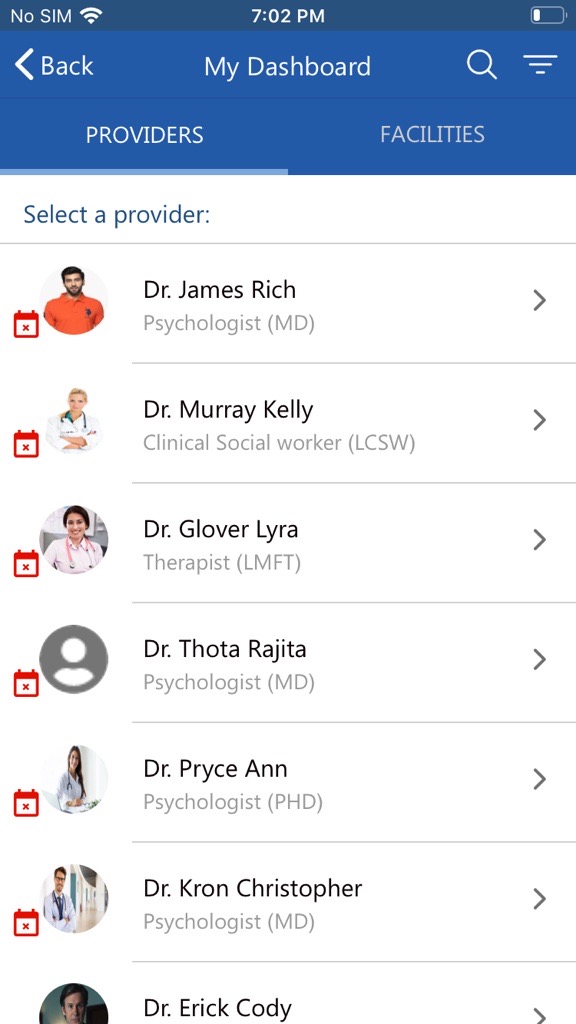 No SIM 7:02 PM
Back My Dashboard
PROVIDERS FACILITIES
Select a provider:
Dr. James Rich
Psychologist (MD)
Dr. Murray Kelly
Clinical Social worker (LCSW)
Dr. Glover Lyra
Therapist (LMFT)
Dr. Thota Rajita
Psychologist (MD)
Dr. Pryce Ann
Psychologist (PHD)
Dr. Kron Christopher
Psychologist (MD)
Dr. Erick Cody